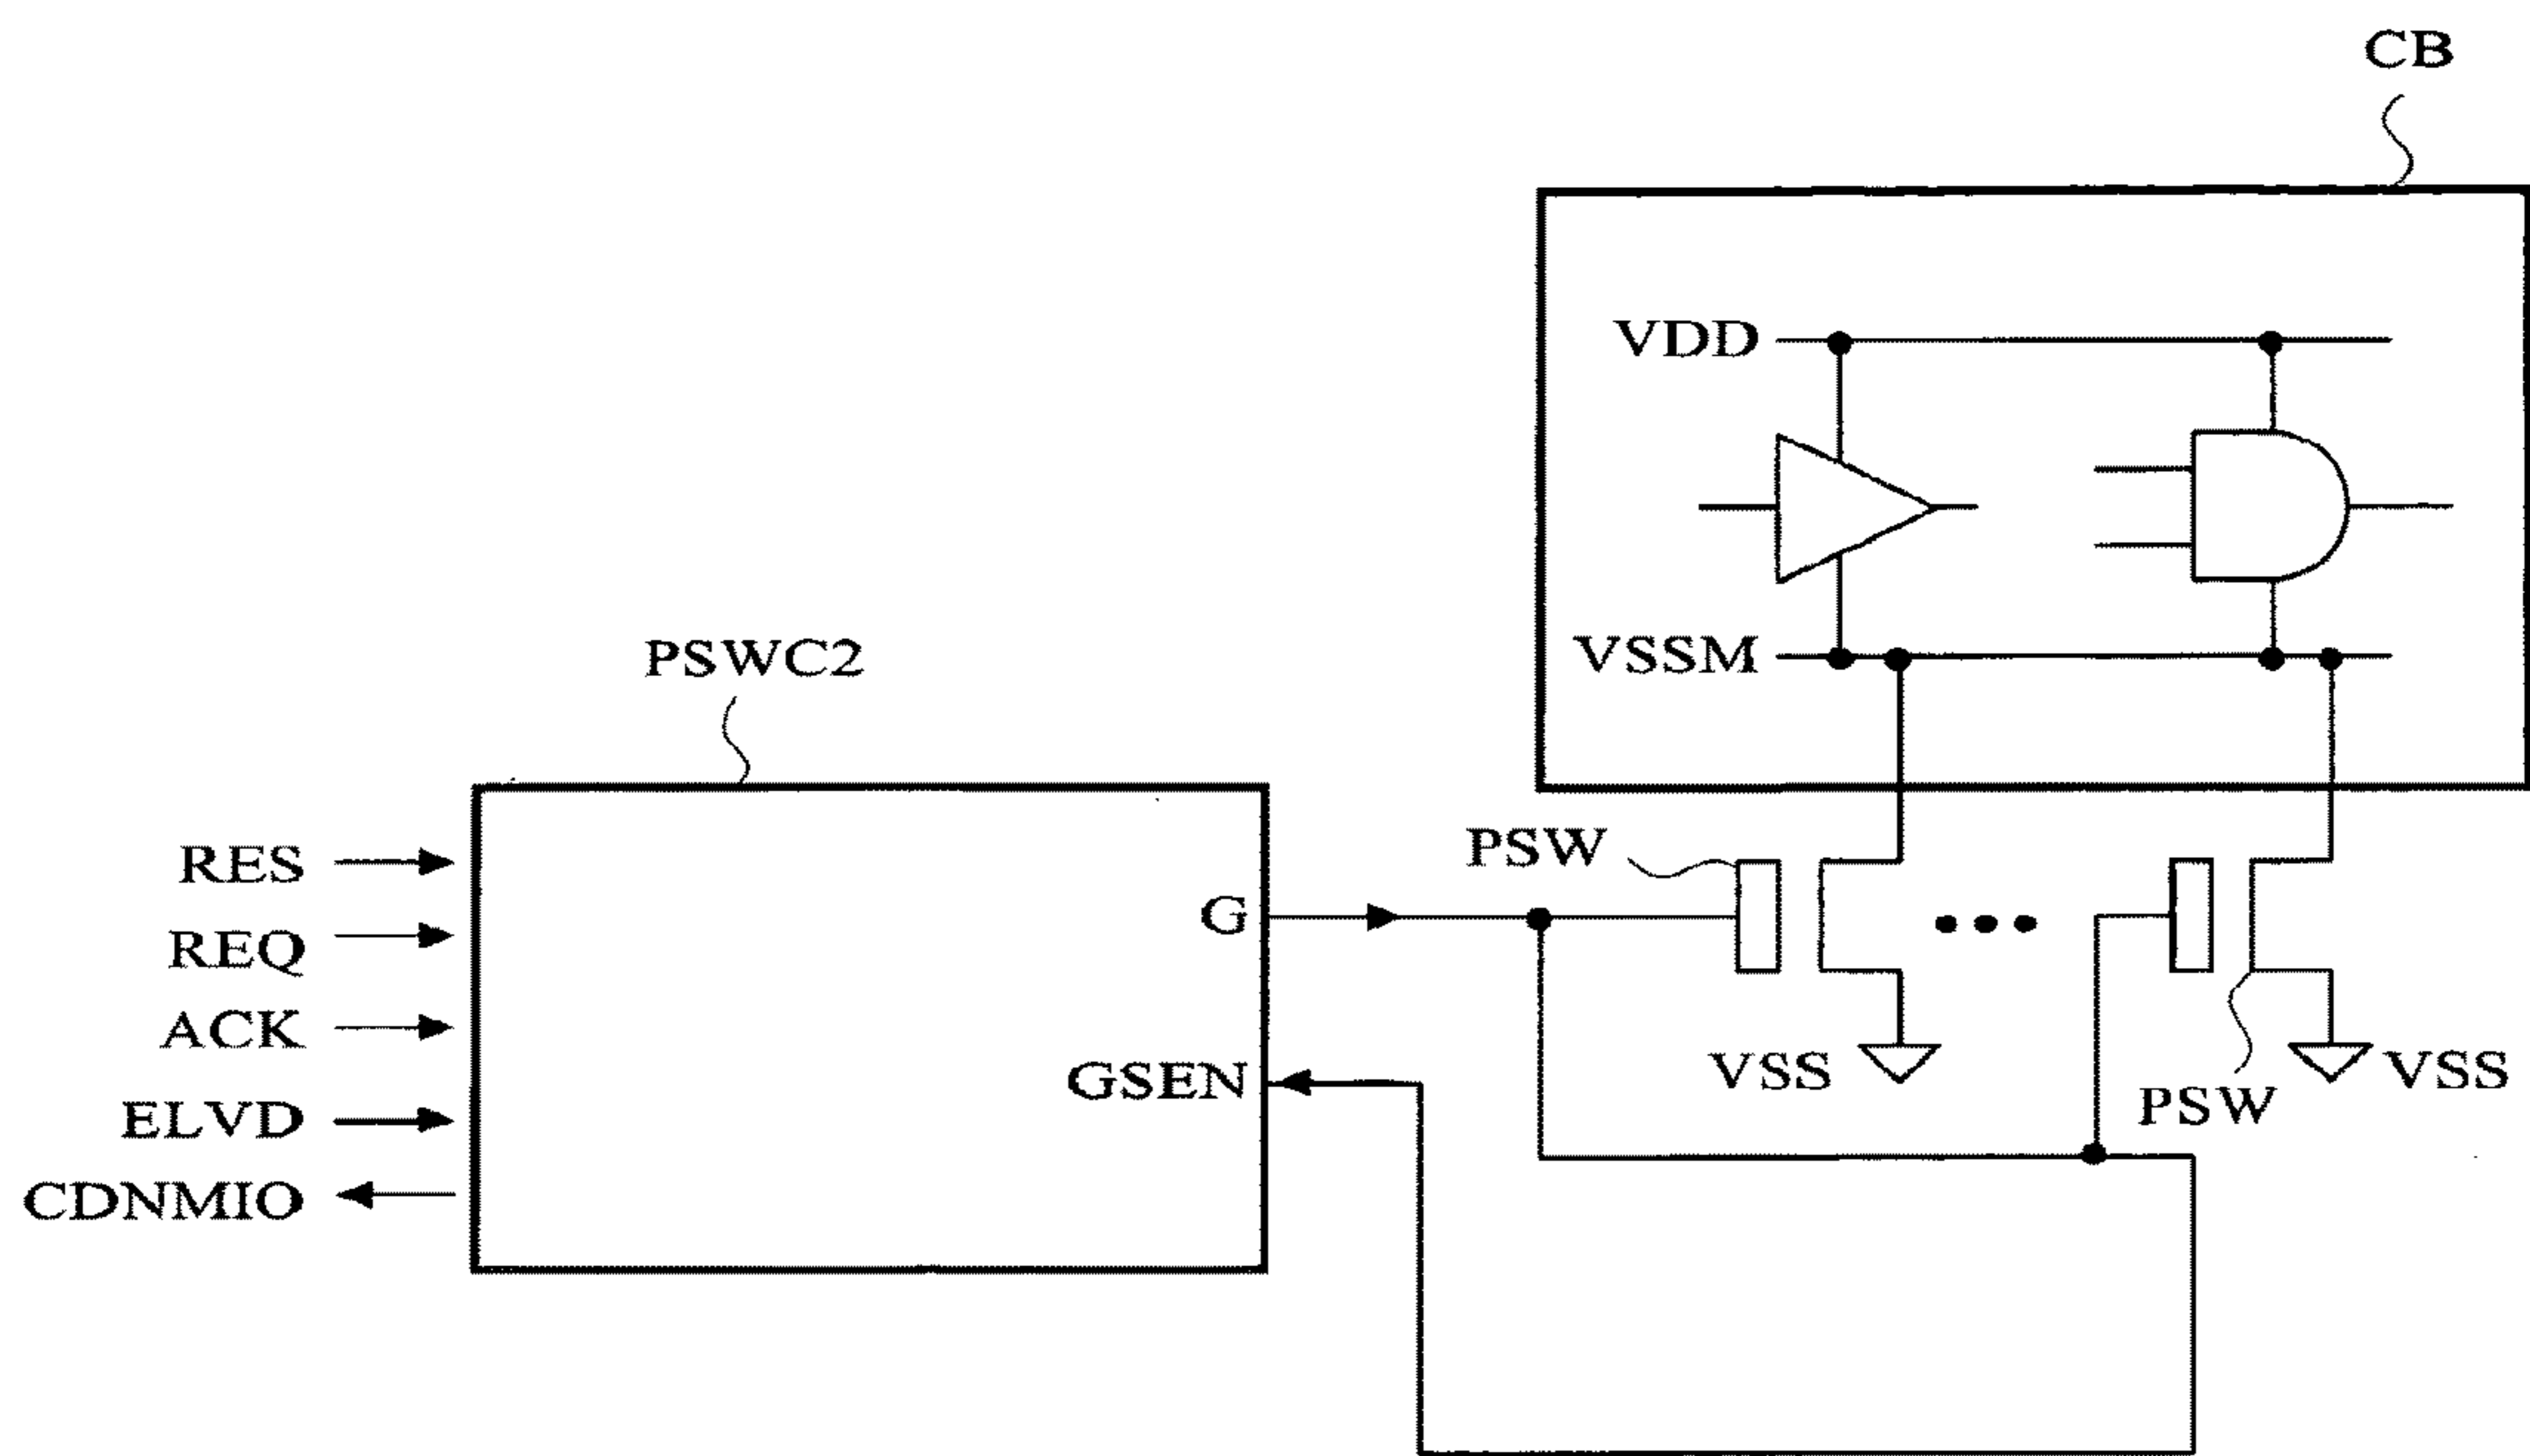 CB
VDD
VSSM
PSWC2
RES
REQ
ACK
ELVD
CDNMIO
G
GSEN
PSW
VSS
PSW
VSS